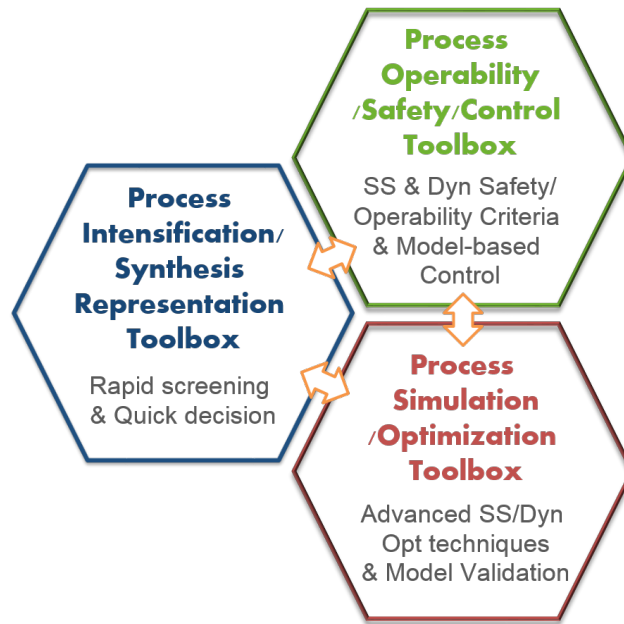 Process
Operability
/Safety/Control
Toolbox
SS & Dyn Safety/
Operability Criteria
& Model-based
Control
Process
Intensification/
Synthesis
Representation
Toolbox
Rapid screening
& Quick decision
Process
Simulation
/Optimization
Toolbox
Advanced SS/Dyn
Opt techniques
& Model Validation